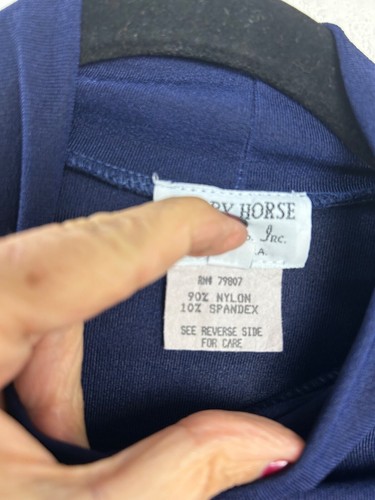 HORSE
Inc.
A.
RN# 79807
90% NYLON
10% SPANDEX
SEE REVERSE SIDE
FOR CARE